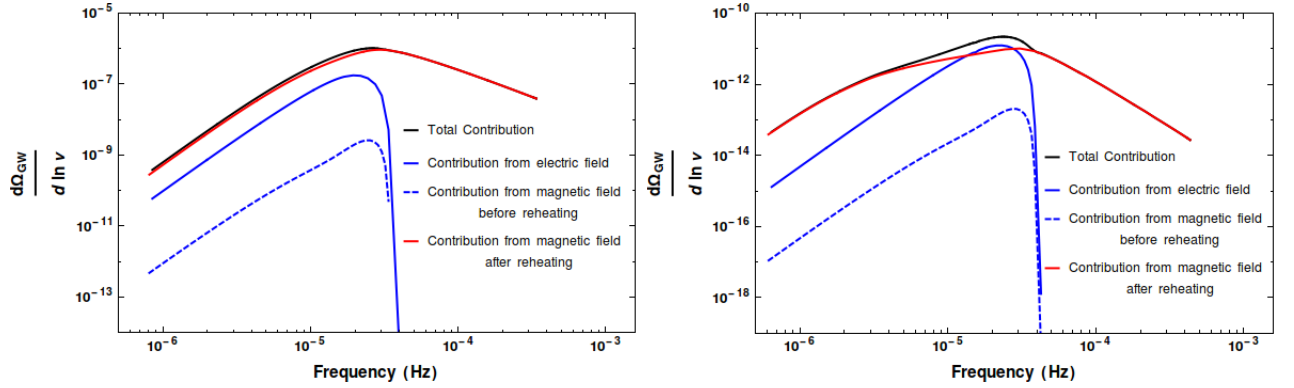 10⁻⁵
10⁻⁷
10⁻⁹
10⁻¹¹
10⁻¹³
dΩ_GW
d ln ν
Total Contribution
Contribution from electric field
Contribution from magnetic field
before reheating
Contribution from magnetic field
after reheating
10⁻⁶
10⁻⁵
10⁻⁴
10⁻³
Frequency (Hz)
10⁻¹⁰
10⁻¹²
10⁻¹⁴
10⁻¹⁶
10⁻¹⁸
dΩ_GW
d ln ν
Total Contribution
Contribution from electric field
Contribution from magnetic field
before reheating
Contribution from magnetic field
after reheating
10⁻⁶
10⁻⁵
10⁻⁴
10⁻³
Frequency (Hz)